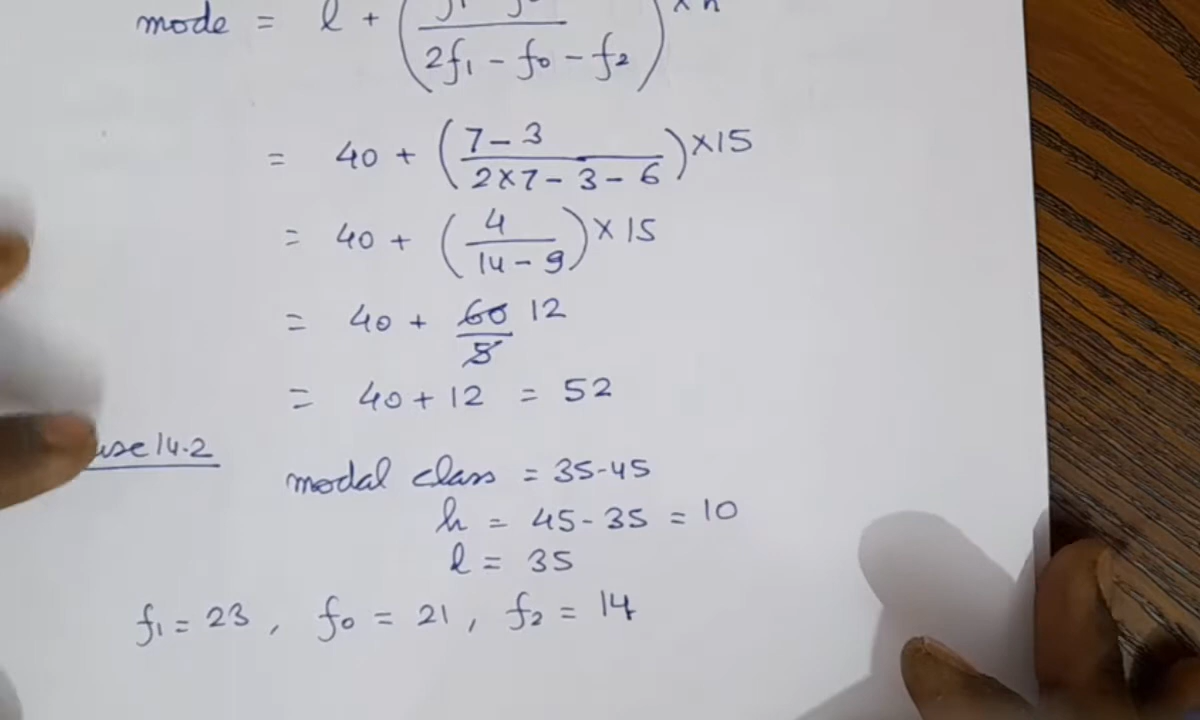 mode = l + (f1 - f0 / 2f1 - f0 - f2) × h
= 40 + (7 - 3 / 2×7 - 3 - 6) ×15
= 40 + (4 / 14 - 9) × 15
= 40 + 60/5 12
= 40 + 12 = 52
14.2
modal class = 35-45
h = 45 - 35 = 10
l = 35
f1 = 23, f0 = 21, f2 = 14